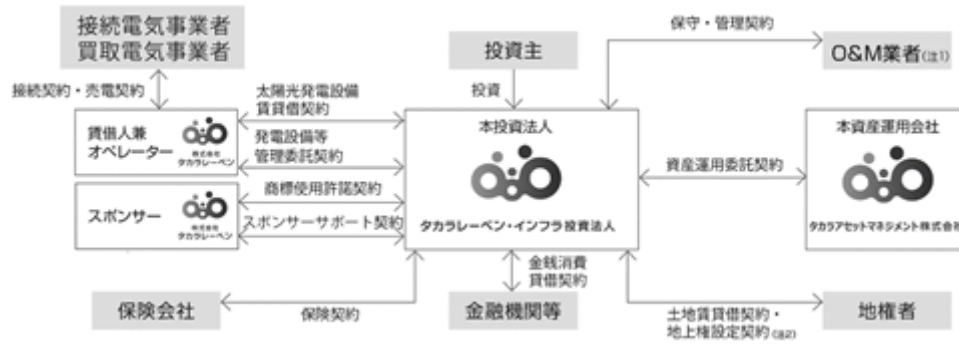 接続電気事業者
買取電気事業者
投資主
保守・管理契約
O&M業者(注1)
接続契約・売電契約
太陽光発電設備
賃貸借契約
投資
賃借人兼
オペレーター
株式会社
タカラレーベン
発電設備等
管理委託契約
本投資法人
タカラレーベン・インフラ投資法人
資産運用委託契約
本資産運用会社
タカラアセットマネジメント株式会社
スポンサー
株式会社
タカラレーベン
商標使用許諾契約
スポンサーサポート契約
保険会社
保険契約
金銭消費
貸借契約
金融機関等
土地賃貸借契約・
地上権設定契約(注2)
地権者